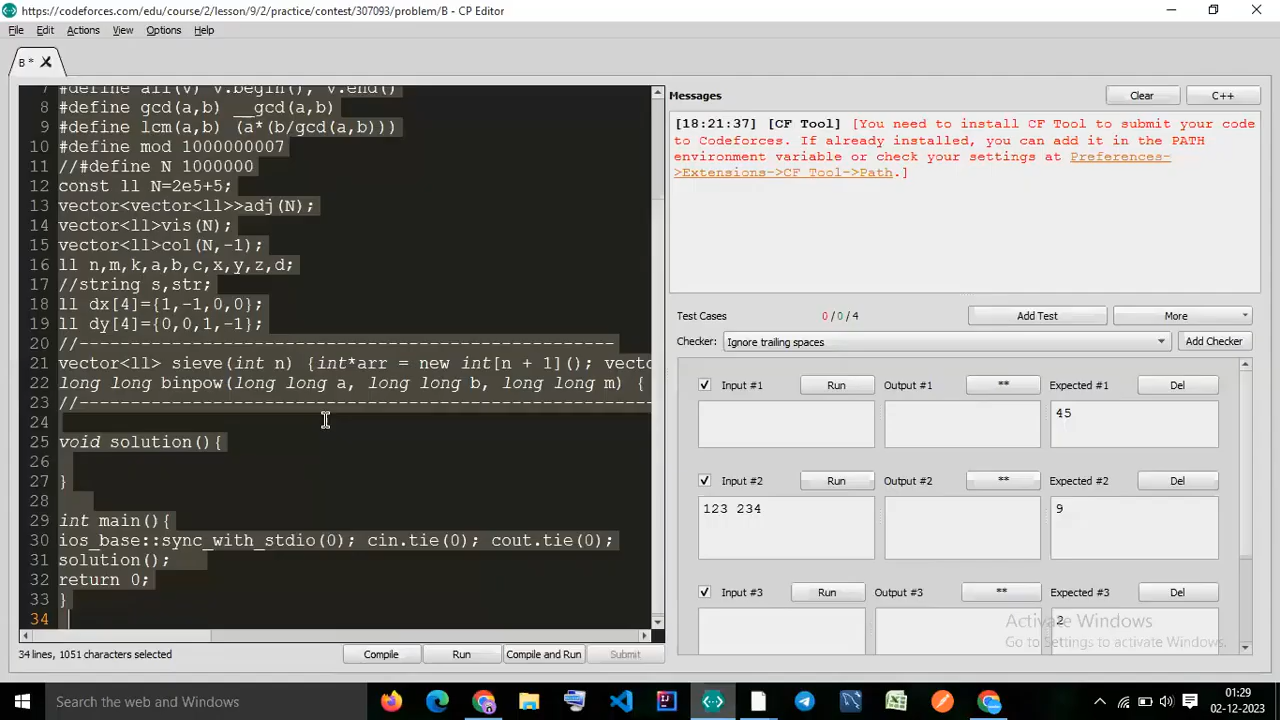 https://codeforces.com/edu/course/2/lesson/9/2/practice/contest/307093/problem/B - CP Editor
File Edit Actions View Options Help
B *
7 #define all(v) v.begin(), v.end()
8 #define gcd(a,b) __gcd(a,b)
9 #define lcm(a,b) (a*(b/gcd(a,b)))
10 #define mod 1000000007
11 //#define N 1000000
12 const ll N=2e5+5;
13 vector<vector<ll>>adj(N);
14 vector<ll>vis(N);
15 vector<ll>col(N,-1);
16 ll n,m,k,a,b,c,x,y,z,d;
17 //string s,str;
18 ll dx[4]={1,-1,0,0};
19 ll dy[4]={0,0,1,-1};
20 //-------------------------------------------------------
21 vector<ll> sieve(int n) {int*arr = new int[n + 1](); vecto
22 long long binpow(long long a, long long b, long long m) {
23 //-----------------------------------------------------------
24
25 void solution(){
26
27 }
28
29 int main(){
30 ios_base::sync_with_stdio(0); cin.tie(0); cout.tie(0);
31 solution();
32 return 0;
33 }
34
34 lines, 1051 characters selected
Compile Run Compile and Run Submit
Messages Clear C++
[18:21:37] [CF Tool] [You need to install CF Tool to submit your code
to Codeforces. If already installed, you can add it in the PATH
environment variable or check your settings at Preferences-
>Extensions->CF Tool->Path.]
Test Cases 0 / 0 / 4 Add Test More
Checker: Ignore trailing spaces Add Checker
Input #1 Run Output #1 ** Expected #1 Del
45
Input #2 Run Output #2 ** Expected #2 Del
123 234 9
Input #3 Run Output #3 ** Expected #3 Del
2
Activate Windows
Go to Settings to activate Windows.
Search the web and Windows
01:29
02-12-2023